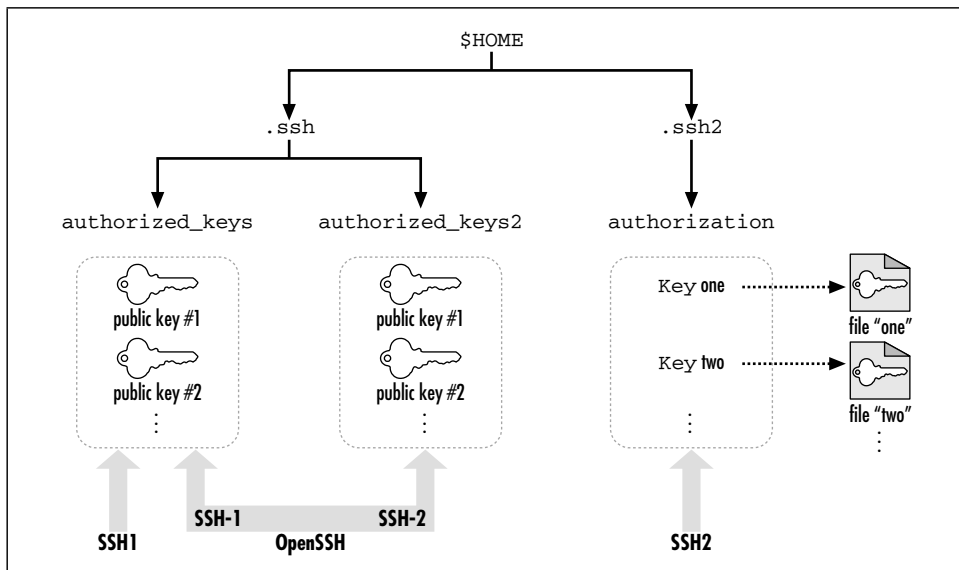 $HOME
.ssh
.ssh2
authorized_keys
authorized_keys2
authorization
public key #1
public key #2
⋮
public key #1
public key #2
⋮
Key one
Key two
⋮
file “one”
file “two”
⋮
SSH1
SSH-1
OpenSSH
SSH-2
SSH2